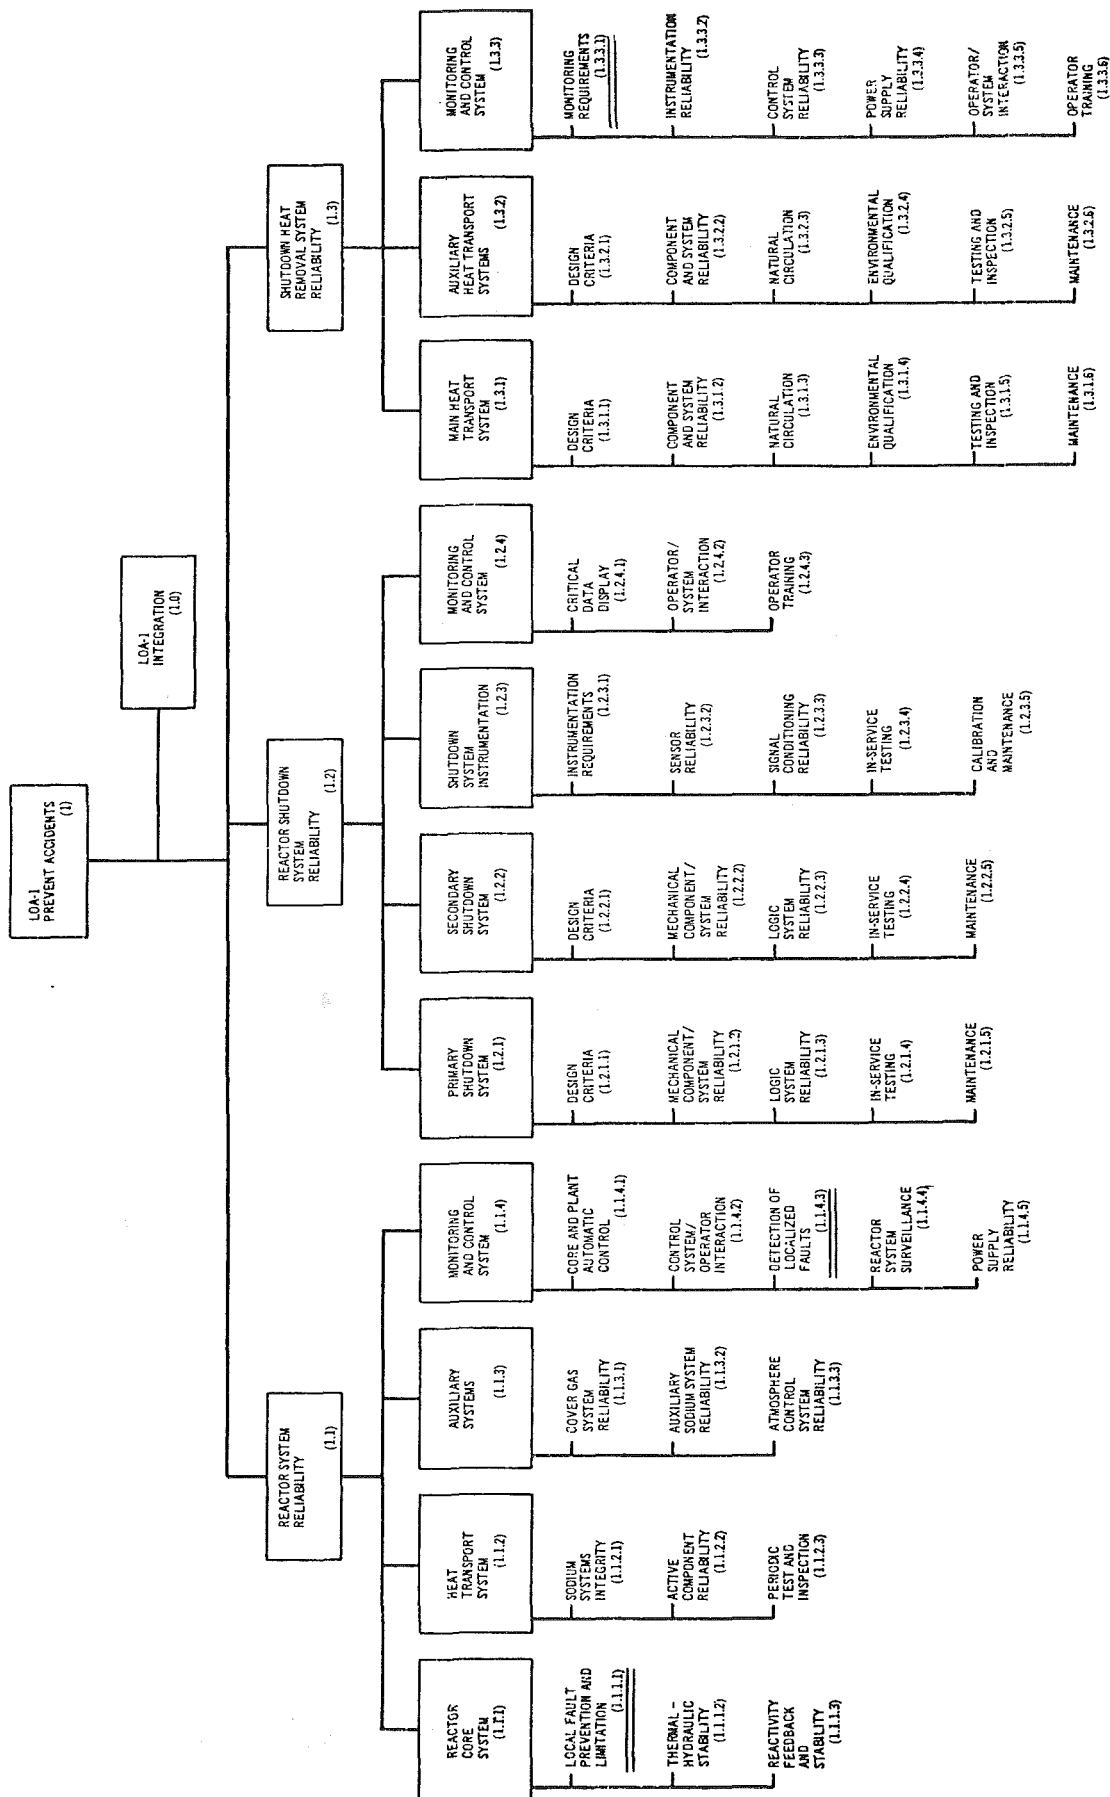 LOA-1
PREVENT ACCIDENTS
(1)
LOA-1
INTEGRATION
(1.0)
REACTOR SYSTEM
RELIABILITY
(1.1)
REACTOR SHUTDOWN
SYSTEM
RELIABILITY
(1.2)
SHUTDOWN HEAT
REMOVAL SYSTEM
RELIABILITY
(1.3)
REACTOR
CORE
SYSTEM
(1.1.1)
LOCAL FAULT
PREVENTION AND
LIMITATION
(1.1.1.1)
THERMAL-
HYDRAULIC
STABILITY
(1.1.1.2)
REACTIVITY
FEEDBACK
AND
STABILITY
(1.1.1.3)
HEAT
TRANSPORT
SYSTEM
(1.1.2)
SODIUM
SYSTEMS
INTEGRITY
(1.1.2.1)
ACTIVE
COMPONENT
RELIABILITY
(1.1.2.2)
PERIODIC
TEST AND
INSPECTION
(1.1.2.3)
AUXILIARY
SYSTEMS
(1.1.3)
COVER GAS
SYSTEM
RELIABILITY
(1.1.3.1)
AUXILIARY
SODIUM SYSTEM
RELIABILITY
(1.1.3.2)
ATMOSPHERE
CONTROL
SYSTEM
RELIABILITY
(1.1.3.3)
MONITORING
AND CONTROL
SYSTEM
(1.1.4)
CORE AND PLANT
AUTOMATIC
CONTROL
(1.1.4.1)
CONTROL
SYSTEM/
OPERATOR
INTERACTION
(1.1.4.2)
DETECTION OF
LOCALIZED
FAULTS
(1.1.4.3)
REACTOR
SYSTEM
SURVEILLANCE
(1.1.4.4)
POWER
SUPPLY
RELIABILITY
(1.1.4.5)
PRIMARY
SHUTDOWN
SYSTEM
(1.2.1)
DESIGN
CRITERIA
(1.2.1.1)
MECHANICAL
COMPONENT/
SYSTEM
RELIABILITY
(1.2.1.2)
LOGIC
SYSTEM
RELIABILITY
(1.2.1.3)
IN-SERVICE
TESTING
(1.2.1.4)
MAINTENANCE
(1.2.1.5)
SECONDARY
SHUTDOWN
SYSTEM
(1.2.2)
DESIGN
CRITERIA
(1.2.2.1)
MECHANICAL
COMPONENT/
SYSTEM
RELIABILITY
(1.2.2.2)
LOGIC
SYSTEM
RELIABILITY
(1.2.2.3)
IN-SERVICE
TESTING
(1.2.2.4)
MAINTENANCE
(1.2.2.5)
SHUTDOWN
SYSTEM
INSTRUMENTATION
(1.2.3)
INSTRUMENTATION
REQUIREMENTS
(1.2.3.1)
SENSOR
RELIABILITY
(1.2.3.2)
SIGNAL
CONDITIONING
RELIABILITY
(1.2.3.3)
IN-SERVICE
TESTING
(1.2.3.4)
CALIBRATION
AND
MAINTENANCE
(1.2.3.5)
MONITORING
AND CONTROL
SYSTEM
(1.2.4)
CRITICAL
DATA
DISPLAY
(1.2.4.1)
OPERATOR/
SYSTEM
INTERACTION
(1.2.4.2)
OPERATOR
TRAINING
(1.2.4.3)
MAIN HEAT
TRANSPORT
SYSTEM
(1.3.1)
DESIGN
CRITERIA
(1.3.1.1)
COMPONENT
AND SYSTEM
RELIABILITY
(1.3.1.2)
NATURAL
CIRCULATION
(1.3.1.3)
ENVIRONMENTAL
QUALIFICATION
(1.3.1.4)
TESTING AND
INSPECTION
(1.3.1.5)
MAINTENANCE
(1.3.1.6)
AUXILIARY
HEAT TRANSPORT
SYSTEMS
(1.3.2)
DESIGN
CRITERIA
(1.3.2.1)
COMPONENT
AND SYSTEM
RELIABILITY
(1.3.2.2)
NATURAL
CIRCULATION
(1.3.2.3)
ENVIRONMENTAL
QUALIFICATION
(1.3.2.4)
TESTING AND
INSPECTION
(1.3.2.5)
MAINTENANCE
(1.3.2.6)
MONITORING
AND CONTROL
SYSTEM
(1.3.3)
MONITORING
REQUIREMENTS
(1.3.3.1)
INSTRUMENTATION
RELIABILITY
(1.3.3.2)
CONTROL
SYSTEM
RELIABILITY
(1.3.3.3)
POWER
SUPPLY
RELIABILITY
(1.3.3.4)
OPERATOR/
SYSTEM
INTERACTION
(1.3.3.5)
OPERATOR
TRAINING
(1.3.3.6)